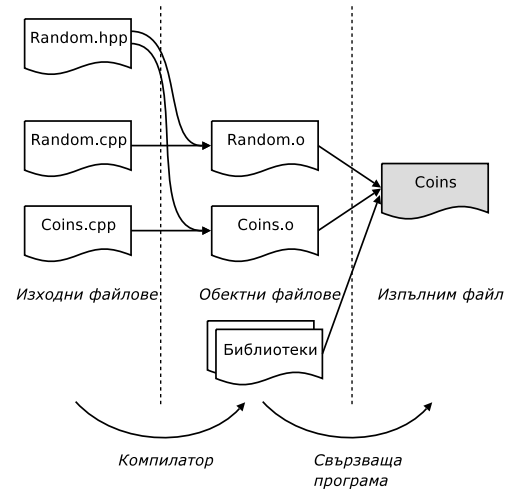 Random.hpp
Random.cpp
Random.o
Coins
Coins.cpp
Coins.o
Изходни файлове
Обектни файлове
Изпълним файл
Библиотеки
Компилатор
Свързваща
програма